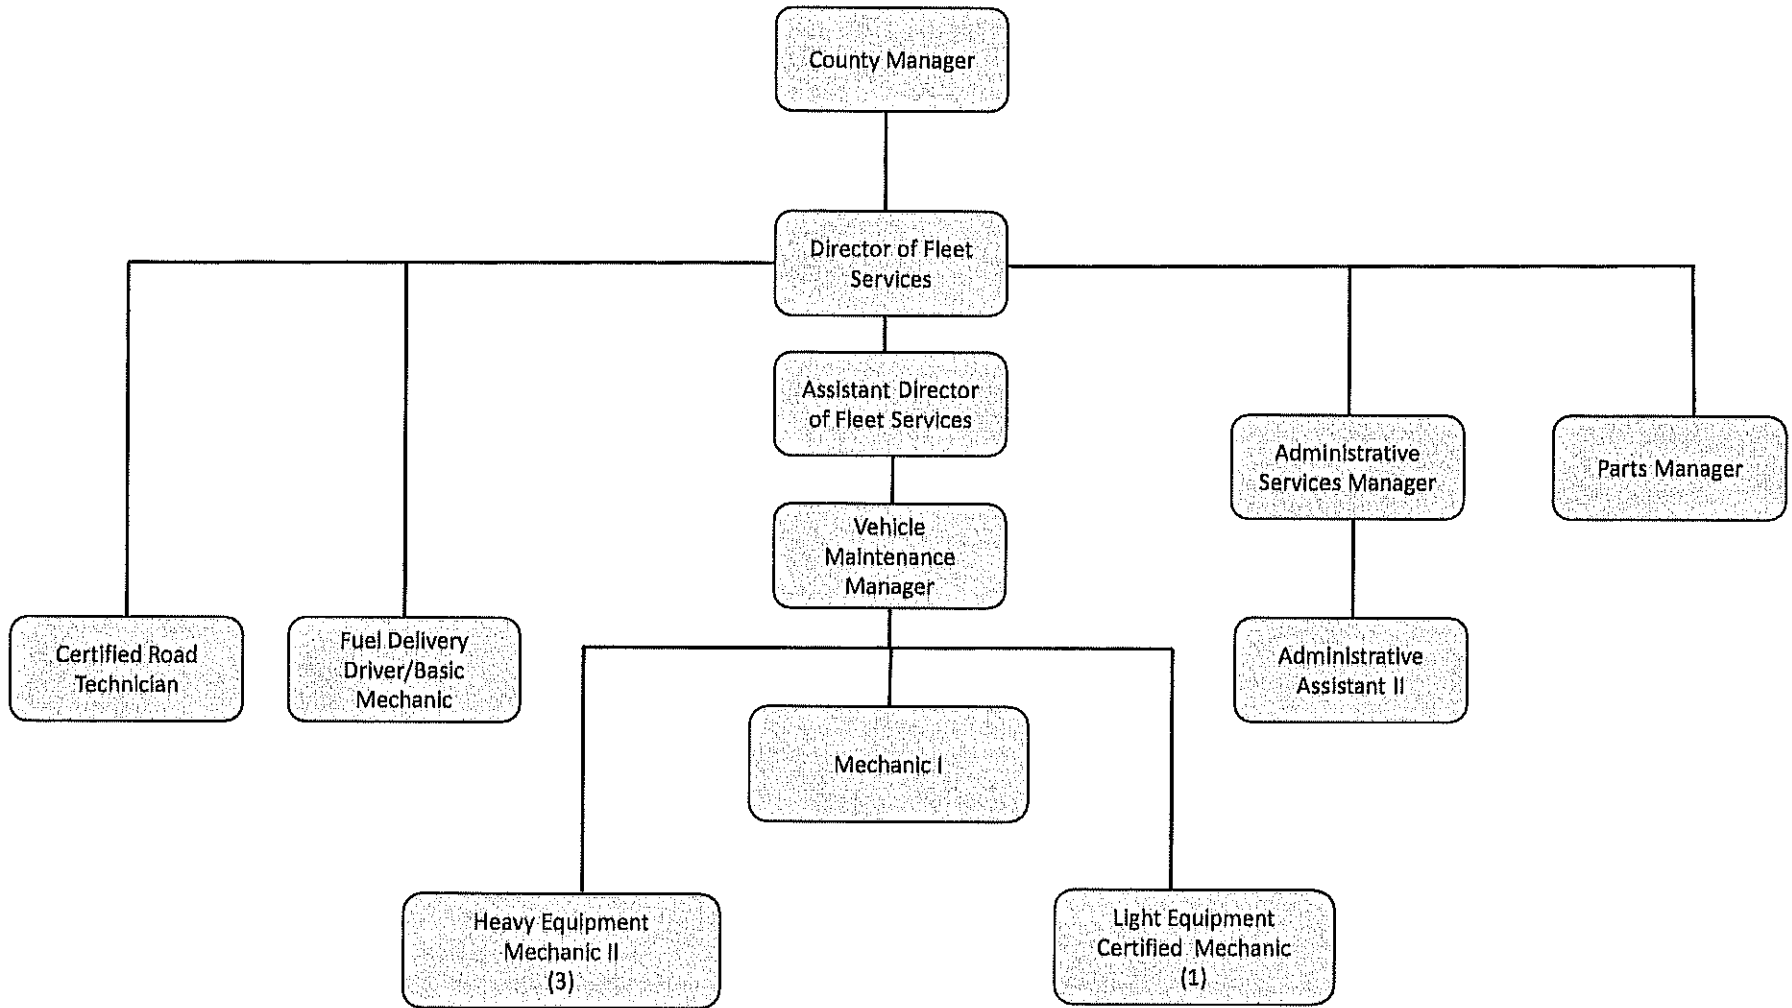 County Manager
Director of Fleet
Services
Assistant Director
of Fleet Services
Administrative
Services Manager
Parts Manager
Vehicle
Maintenance
Manager
Certified Road
Technician
Fuel Delivery
Driver/Basic
Mechanic
Administrative
Assistant II
Mechanic I
Heavy Equipment
Mechanic II
(3)
Light Equipment
Certified Mechanic
(1)